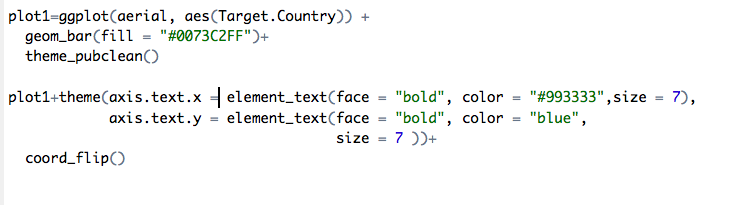 plot1=ggplot(aerial, aes(Target.Country)) +
  geom_bar(fill = "#0073C2FF")+
  theme_pubclean()

plot1+theme(axis.text.x = element_text(face = "bold", color = "#993333",size = 7),
            axis.text.y = element_text(face = "bold", color = "blue",
                                       size = 7 ))+
  coord_flip()